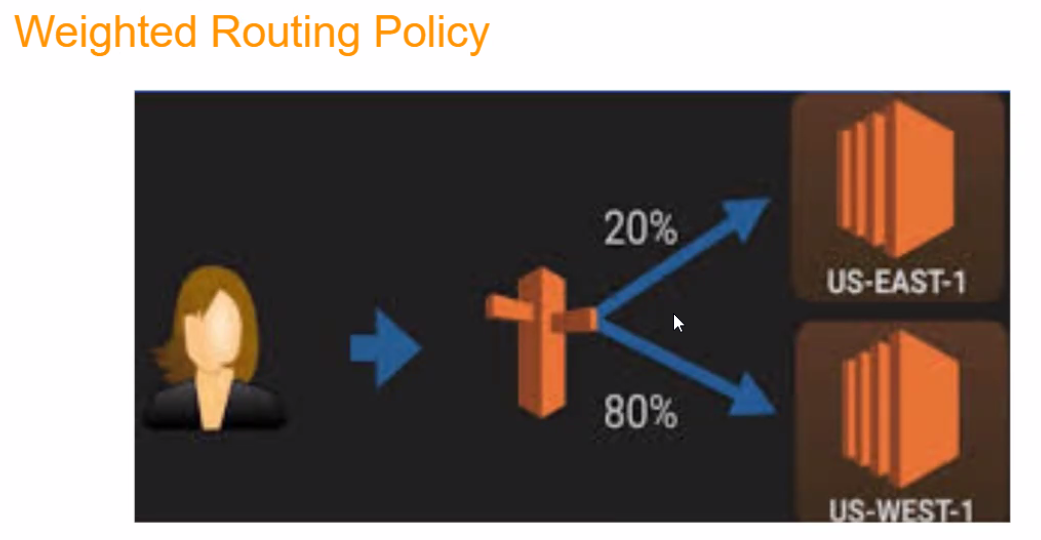 Weighted Routing Policy
20%
US-EAST-1
80%
US-WEST-1